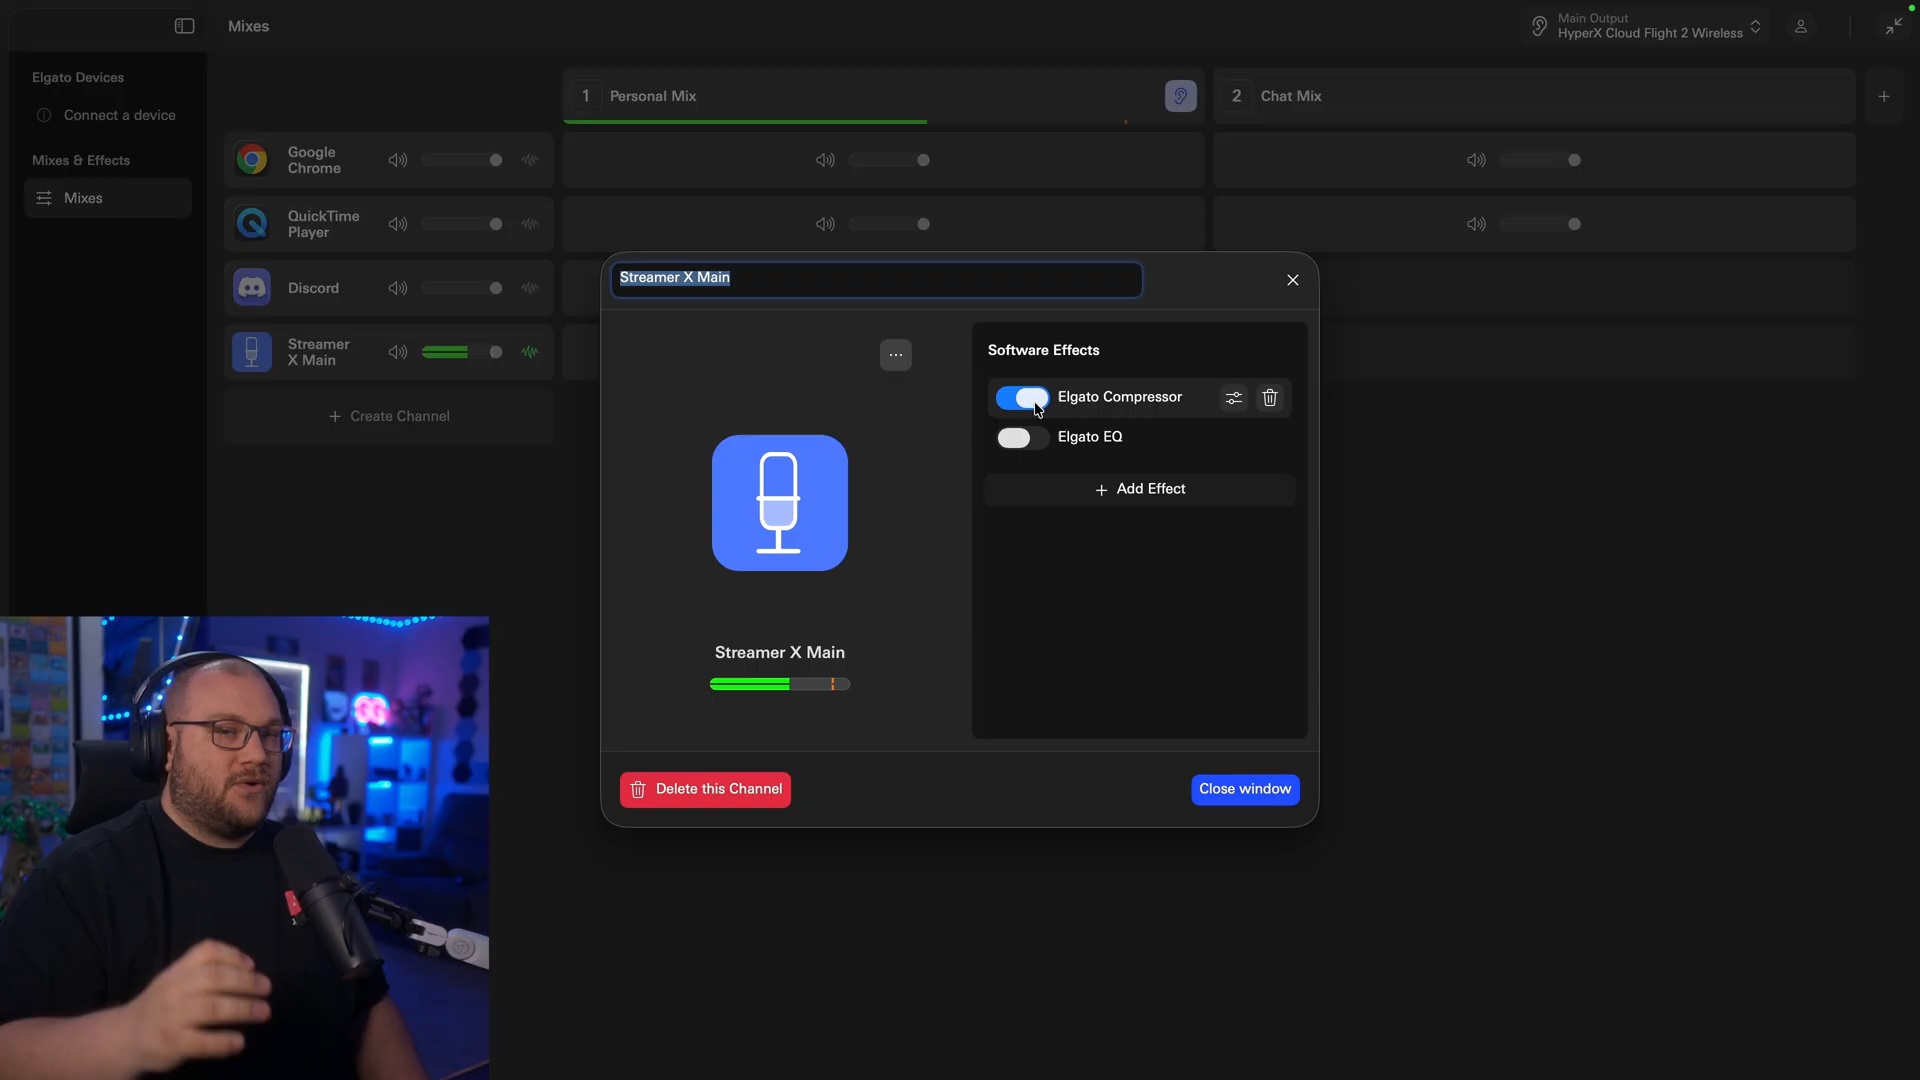 Mixes
Main Output
HyperX Cloud Flight 2 Wireless
Elgato Devices
Connect a device
Mixes & Effects
Mixes
1 Personal Mix
2 Chat Mix
Google
Chrome
QuickTime
Player
Discord
Streamer
X Main
Create Channel
Streamer X Main
Software Effects
Elgato Compressor
Elgato EQ
Add Effect
Streamer X Main
Delete this Channel
Close window